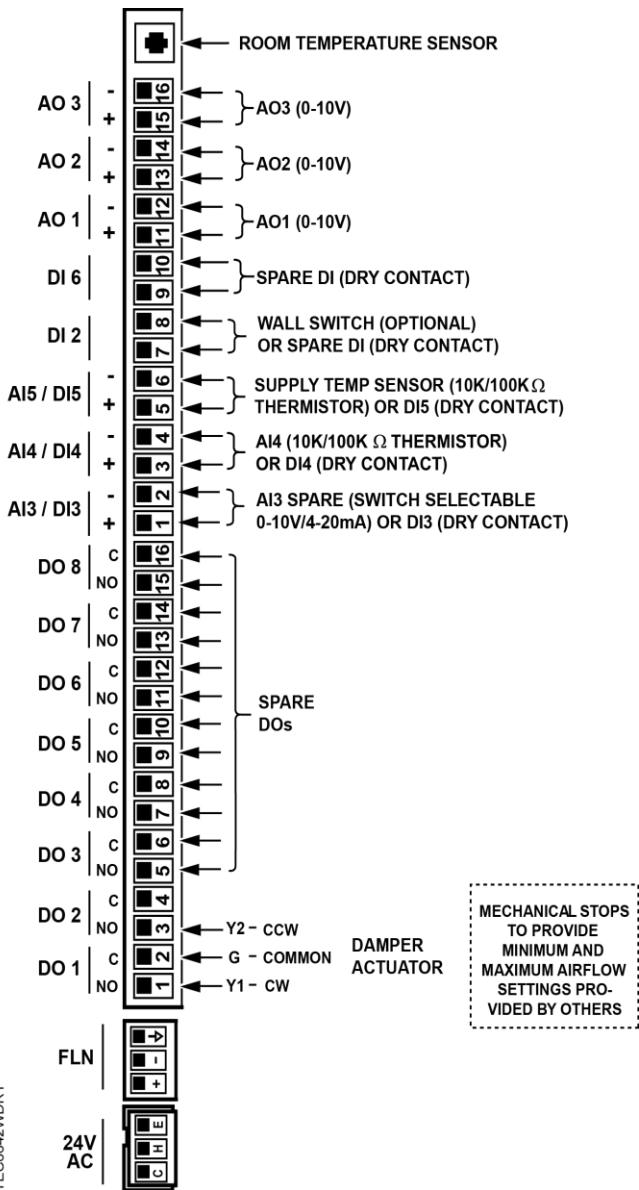 ROOM TEMPERATURE SENSOR
AO 3 - 16
+ 15
AO3 (0-10V)
AO 2 - 14
+ 13
AO2 (0-10V)
AO 1 - 12
+ 11
AO1 (0-10V)
DI 6 10
9
SPARE DI (DRY CONTACT)
DI 2 8
7
WALL SWITCH (OPTIONAL)
OR SPARE DI (DRY CONTACT)
AI5 / DI5 - 6
+ 5
SUPPLY TEMP SENSOR (10K/100K Ω
THERMISTOR) OR DI5 (DRY CONTACT)
AI4 / DI4 - 4
+ 3
AI4 (10K/100K Ω THERMISTOR)
OR DI4 (DRY CONTACT)
AI3 / DI3 - 2
+ 1
AI3 SPARE (SWITCH SELECTABLE
0-10V/4-20mA) OR DI3 (DRY CONTACT)
DO 8 C 16
NO 15
DO 7 C 14
NO 13
DO 6 C 12
NO 11
DO 5 C 10
NO 9
DO 4 C 8
NO 7
DO 3 C 6
NO 5
SPARE
DOs
DO 2 C 4
NO 3 Y2 - CCW
DO 1 C 2 G - COMMON
NO 1 Y1 - CW
DAMPER
ACTUATOR
MECHANICAL STOPS
TO PROVIDE
MINIMUM AND
MAXIMUM AIRFLOW
SETTINGS PRO-
VIDED BY OTHERS
FLN
-
+
24V
AC
E
H
C